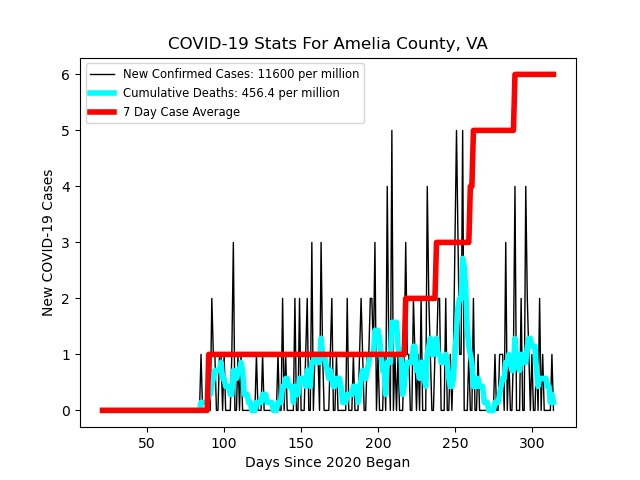 COVID-19 Stats For Amelia County, VA
New Confirmed Cases: 11600 per million
Cumulative Deaths: 456.4 per million
7 Day Case Average
New COVID-19 Cases
6
5
4
3
2
1
0
50 100 150 200 250 300
Days Since 2020 Began